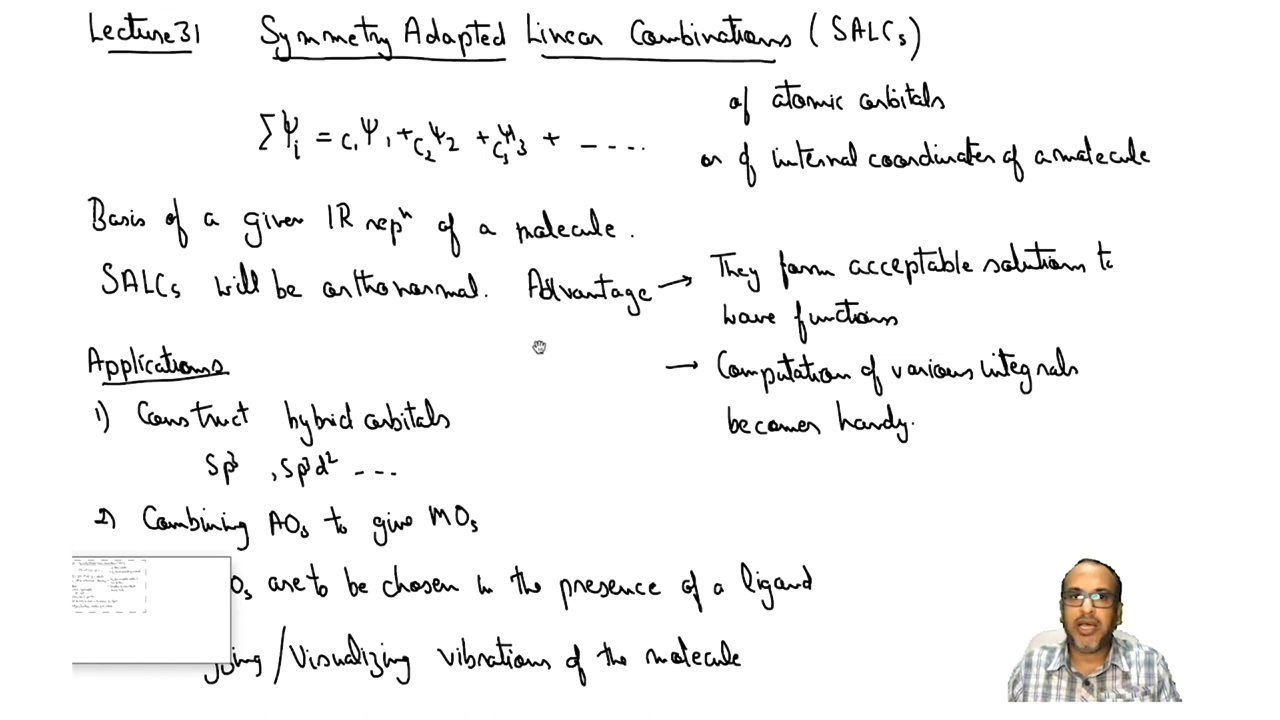 Lecture 31 Symmetry Adapted Linear Combinations (SALCs)
of atomic orbitals
∑Ψi = c1Ψ1 + c2Ψ2 + c3Ψ3 + ----
or of internal coordinates of a molecule
Basis of a given IR repn of a molecule.
SALCs will be orthonormal. Advantage → They form acceptable solutions to
wave functions
Applications
→ Computation of various integrals
becomes handy.
1) Construct hybrid orbitals
sp3, sp3d2 ---
2) Combining AOs to give MOs
Os are to be chosen in the presence of a ligand
/Visualizing vibrations of the molecule